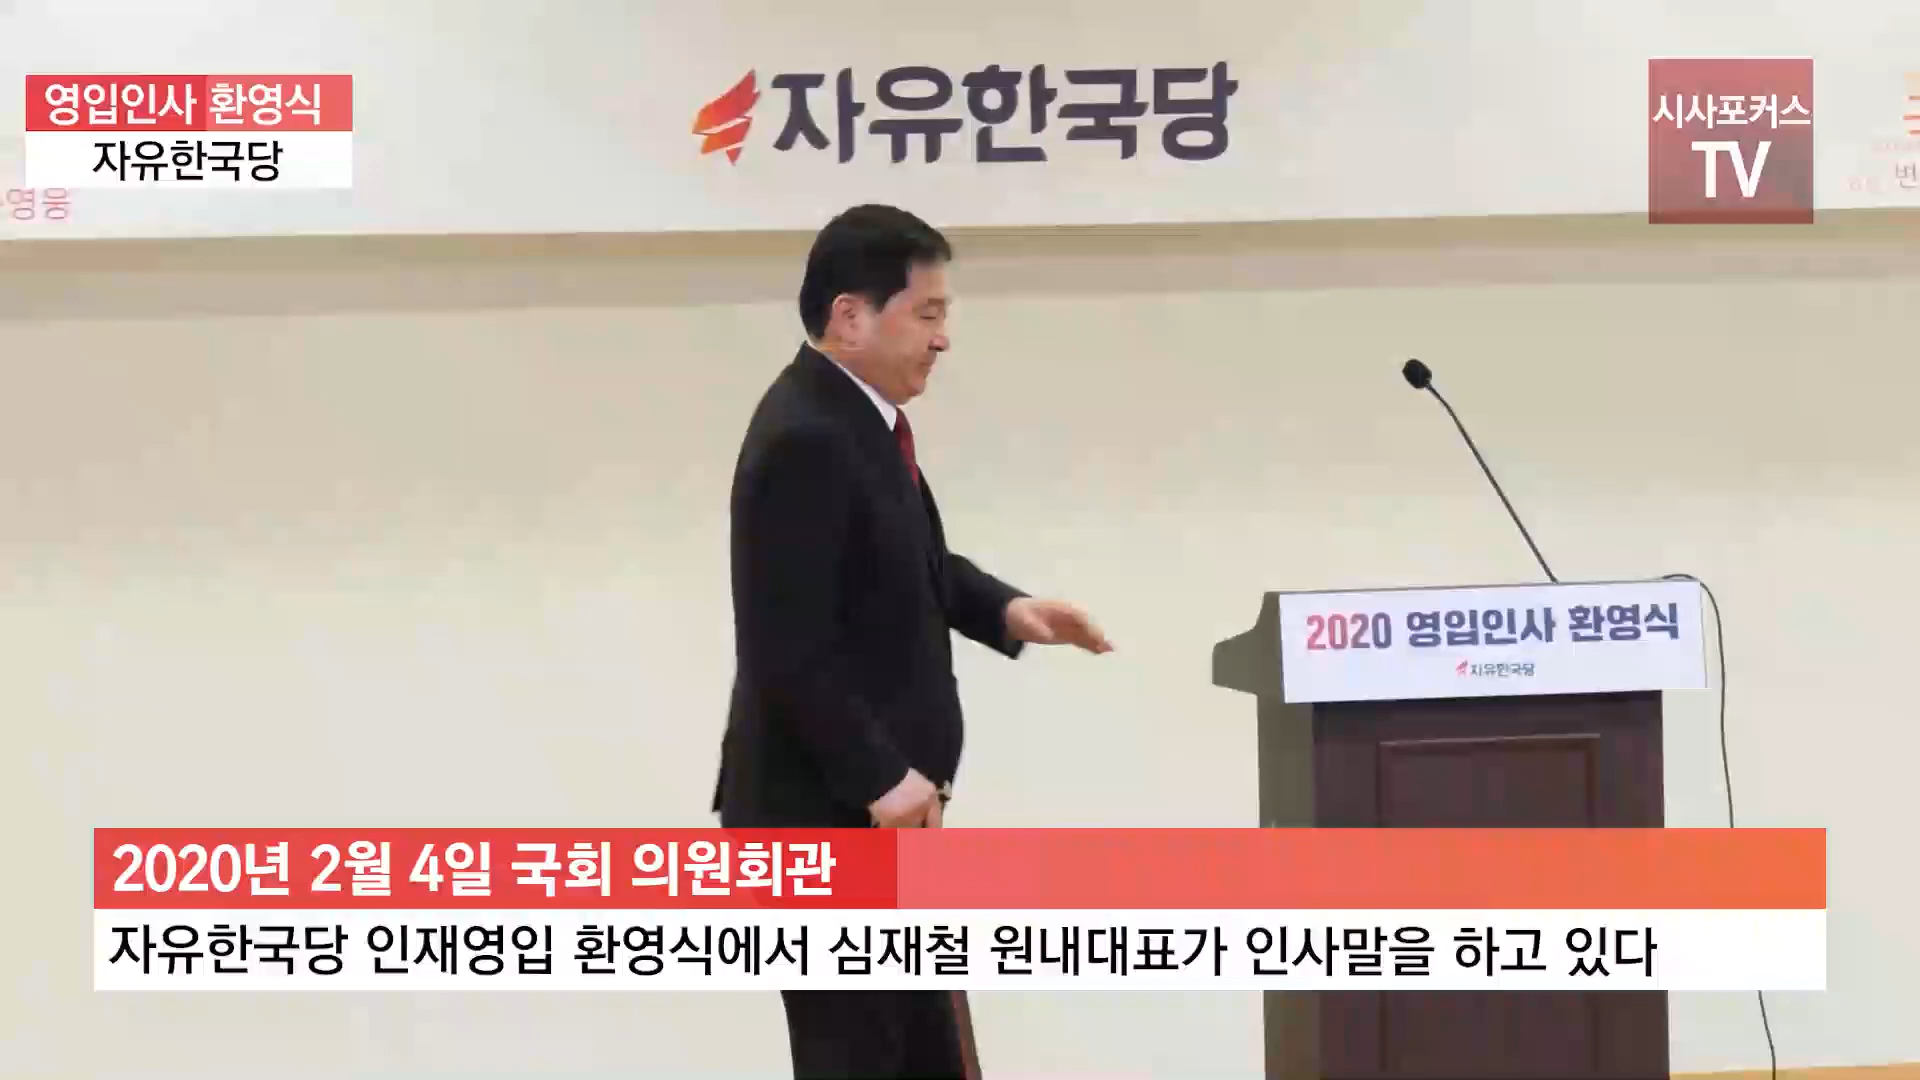 자유한국당
영입인사 환영식
자유한국당
영웅
시사포커스
TV
변
2020 영입인사 환영식
자유한국당
2020년 2월 4일 국회 의원회관
자유한국당 인재영입 환영식에서 심재철 원내대표가 인사말을 하고 있다